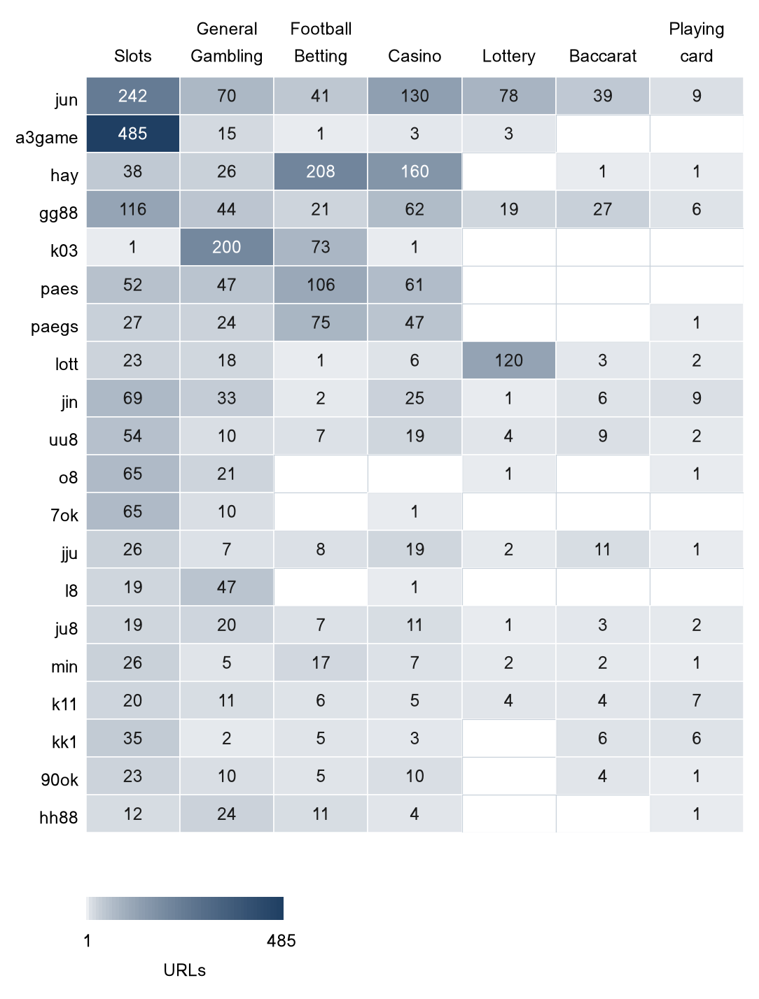 General Football Playing
Slots Gambling Betting Casino Lottery Baccarat card
jun 242 70 41 130 78 39 9
a3game 485 15 1 3 3
hay 38 26 208 160 1 1
gg88 116 44 21 62 19 27 6
k03 1 200 73 1
paes 52 47 106 61
paegs 27 24 75 47 1
lott 23 18 1 6 120 3 2
jin 69 33 2 25 1 6 9
uu8 54 10 7 19 4 9 2
o8 65 21 1 1
7ok 65 10 1
jju 26 7 8 19 2 11 1
l8 19 47 1
ju8 19 20 7 11 1 3 2
min 26 5 17 7 2 2 1
k11 20 11 6 5 4 4 7
kk1 35 2 5 3 6 6
90ok 23 10 5 10 4 1
hh88 12 24 11 4 1
1 485
URLs